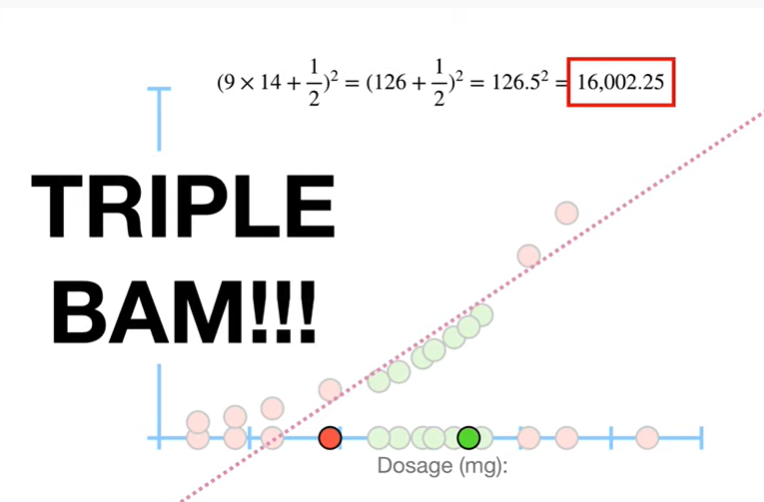 (9 × 14 + 1/2)² = (126 + 1/2)² = 126.5² = 16,002.25
TRIPLE
BAM!!!
Dosage (mg):